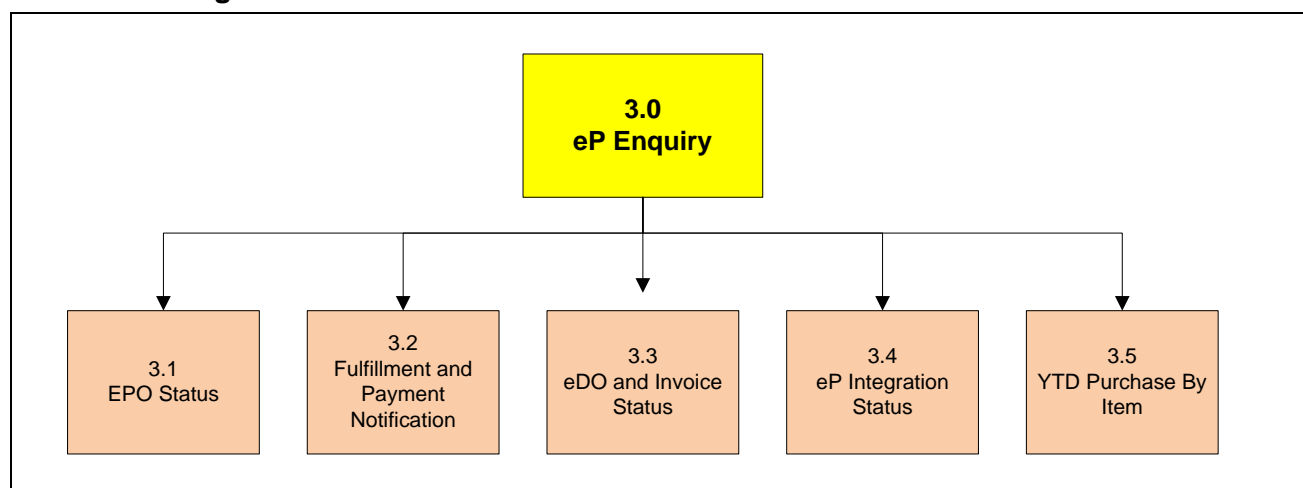 3.0
eP Enquiry
3.1
EPO Status
3.2
Fulfillment and
Payment
Notification
3.3
eDO and Invoice
Status
3.4
eP Integration
Status
3.5
YTD Purchase By
Item